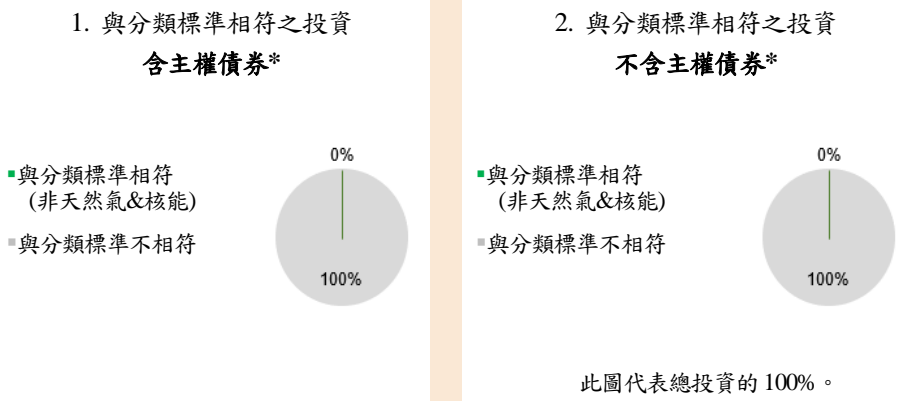 1. 與分類標準相符之投資
含主權債券*
0%
▪與分類標準相符
(非天然氣&核能)
▪與分類標準不相符
100%
2. 與分類標準相符之投資
不含主權債券*
0%
▪與分類標準相符
(非天然氣&核能)
▪與分類標準不相符
100%
此圖代表總投資的 100%。